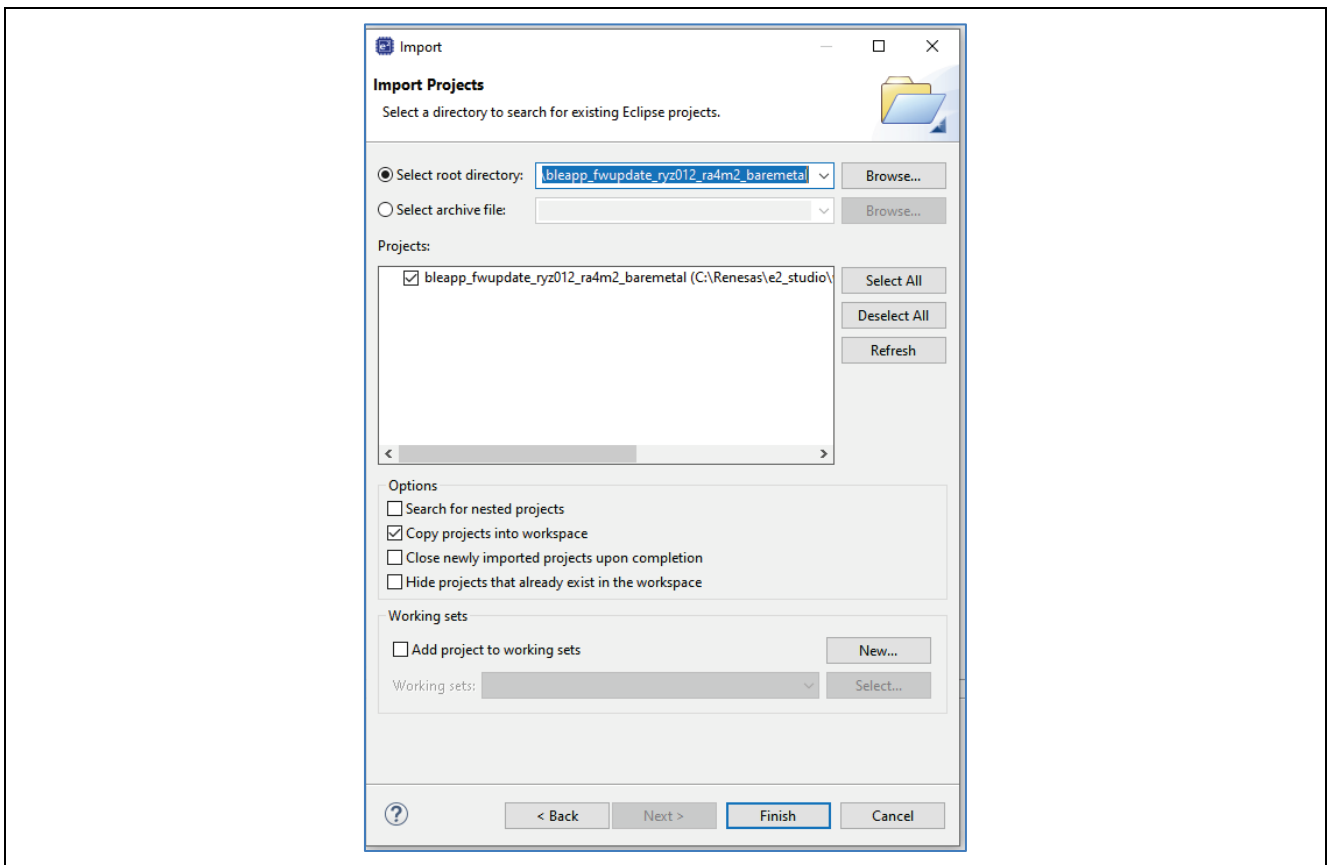 Import
Import Projects
Select a directory to search for existing Eclipse projects.
Select root directory: \bleapp_fwupdate_ryz012_ra4m2_baremetal Browse...
Select archive file: Browse...
Projects:
bleapp_fwupdate_ryz012_ra4m2_baremetal (C:\Renesas\e2_studio\ Select All
Deselect All
Refresh
Options
Search for nested projects
Copy projects into workspace
Close newly imported projects upon completion
Hide projects that already exist in the workspace
Working sets
Add project to working sets New...
Working sets: Select...
? < Back Next > Finish Cancel